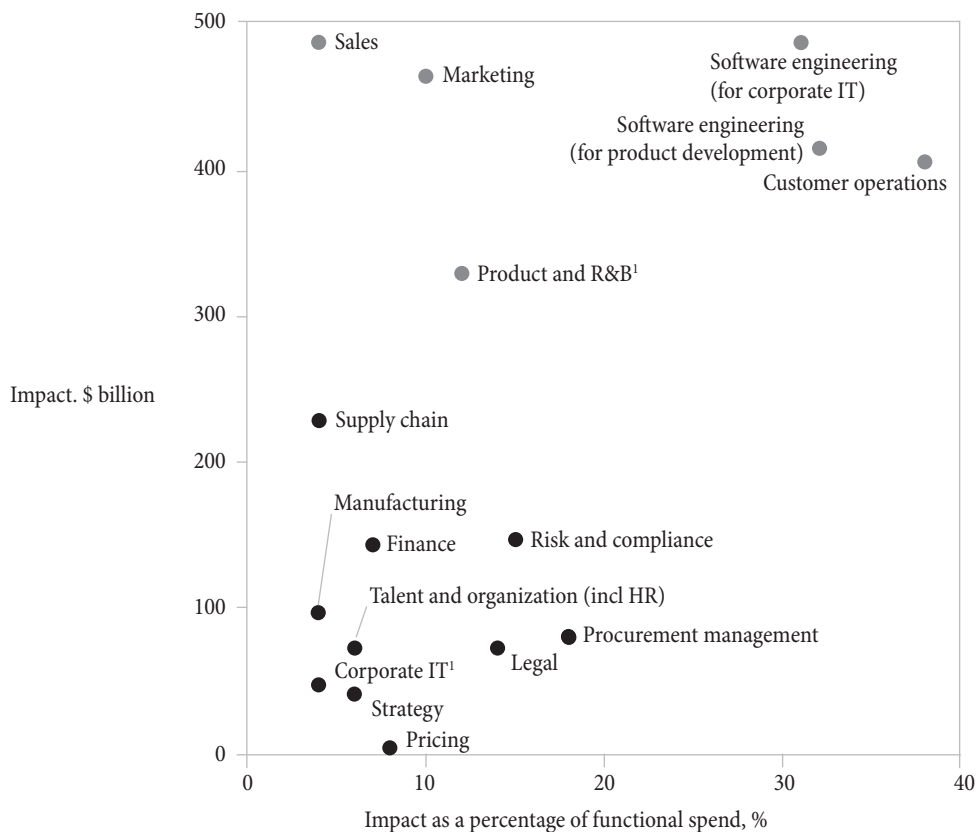 500
Sales
Marketing
Software engineering
(for corporate IT)
Software engineering
(for product development)
400
Customer operations
Product and R&B¹
300
Impact. $ billion
Supply chain
200
Manufacturing
Finance
Risk and compliance
Talent and organization (incl HR)
100
Procurement management
Legal
Corporate IT¹
Strategy
Pricing
0
0 10 20 30 40
Impact as a percentage of functional spend, %